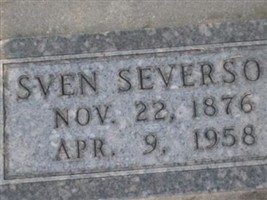 SVEN SEVERSO
NOV. 22, 1876
APR. 9, 1958